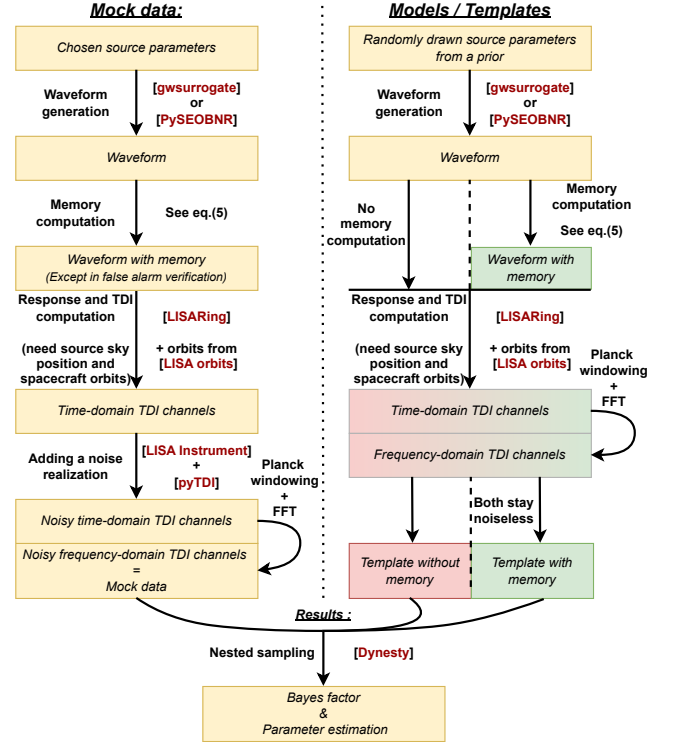 Mock data:
Chosen source parameters
Waveform
generation
[gwsurrogate]
or
[PySEOBNR]
Waveform
Memory
computation
See eq.(5)
Waveform with memory
(Except in false alarm verification)
Response and TDI
computation
[LISARing]
(need source sky
position and
spacecraft orbits)
+ orbits from
[LISA orbits]
Time-domain TDI channels
Adding a noise
realization
[LISA Instrument]
+
[pyTDI]
Planck
windowing
+
FFT
Noisy time-domain TDI channels
Noisy frequency-domain TDI channels
=
Mock data
Models / Templates
Randomly drawn source parameters
from a prior
Waveform
generation
[gwsurrogate]
or
[PySEOBNR]
Waveform
No
memory
computation
Memory
computation
See eq.(5)
Waveform with
memory
Response and TDI
computation
[LISARing]
(need source sky
position and
spacecraft orbits)
+ orbits from
[LISA orbits]
Planck
windowing
+
FFT
Time-domain TDI channels
Frequency-domain TDI channels
Both stay
noiseless
Template without
memory
Template with
memory
Results :
Nested sampling
[Dynesty]
Bayes factor
&
Parameter estimation